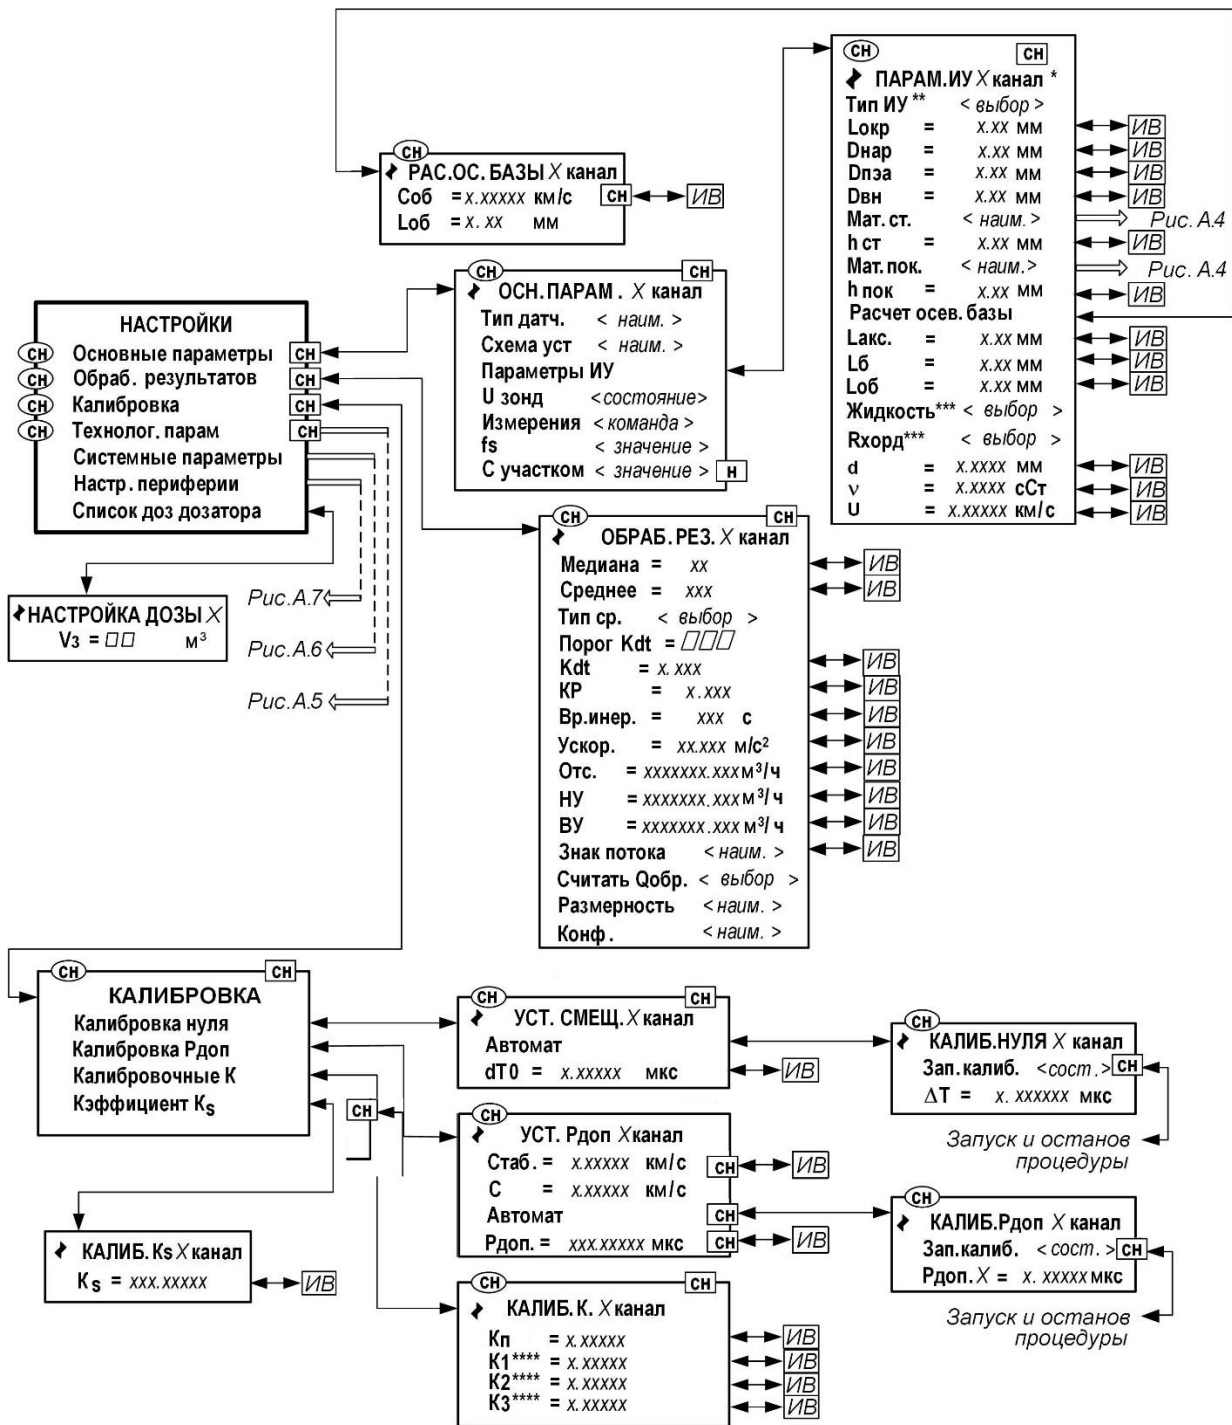 СН
СН
ПАРАМ.ИУ X канал *
Тип ИУ ** < выбор >
Lокр = x.xx мм ИВ
Dнар = x.xx мм ИВ
Dпэа = x.xx мм ИВ
Dвн = x.xx мм ИВ
Мат. ст. < наим. > Рис. А.4
h ст = x.xx мм ИВ
Мат. пок. < наим.> Рис. А.4
h пок = x.xx мм ИВ
Расчет осев. базы
Lакс. = x.xx мм ИВ
Lб = x.xx мм ИВ
Lоб = x.xx мм ИВ
Жидкость*** < выбор >
Rхорд*** < выбор >
d = x.xxxx мм ИВ
ν = x.xxxx сСт ИВ
U = x.xxxxx км/с ИВ
СН
РАС.ОС. БАЗЫ X канал
Соб = x.xxxxx км/с СН ИВ
Lоб = x. xx мм
СН
СН
ОСН.ПАРАМ . X канал
Тип датч. < наим. >
Схема уст < наим. >
Параметры ИУ
U зонд <состояние>
Измерения <команда >
fs < значение >
С участком < значение > Н
НАСТРОЙКИ
СН Основные параметры СН
СН Обраб. результатов СН
СН Калибровка СН
СН Технолог. парам СН
Системные параметры
Настр. периферии
Список доз дозатора
НАСТРОЙКА ДОЗЫ X
Vз = □□ м³
Рис.А.7
Рис.А.6
Рис.А.5
СН
СН
ОБРАБ. РЕЗ. X канал
Медиана = xx ИВ
Среднее = xxx ИВ
Тип ср. < выбор >
Порог Kdt = □□□
Kdt = x. xxx ИВ
КР = x.xxx ИВ
Вр.инер. = xxx с ИВ
Ускор. = xx.xxx м/с² ИВ
Отс. = xxxxxxx.xxx м³/ч ИВ
НУ = xxxxxxx.xxx м³/ ч ИВ
ВУ = xxxxxxx.xxx м³/ ч ИВ
Знак потока < наим. > ИВ
Считать Qобр. < выбор >
Размерность < наим. >
Конф . < наим. >
СН
СН
КАЛИБРОВКА
Калибровка нуля
Калибровка Рдоп
Калибровочные К
Кэффициент Ks
СН
СН
СН
УСТ. СМЕЩ. X канал
Автомат
dT0 = x.xxxxx мкс ИВ
СН
КАЛИБ.НУЛЯ X канал
Зап.калиб. <сост.> СН
ΔT = x. xxxxxx мкс
Запуск и останов
процедуры
СН
УСТ. Рдоп Xканал
Стаб. = x.xxxxx км/с СН ИВ
С = x.xxxxx км/с
Автомат СН
Рдоп. = xxx.xxxxx мкс СН ИВ
СН
КАЛИБ.Рдоп X канал
Зап.калиб. <сост. > СН
Рдоп. X = x. xxxxx мкс
Запуск и останов
процедуры
КАЛИБ. Ks X канал
Ks = xxx.xxxxx ИВ
СН
СН
КАЛИБ. К. X канал
Кп = x.xxxxx ИВ
К1**** = x.xxxxx ИВ
К2**** = x.xxxxx ИВ
К3**** = x.xxxxx ИВ